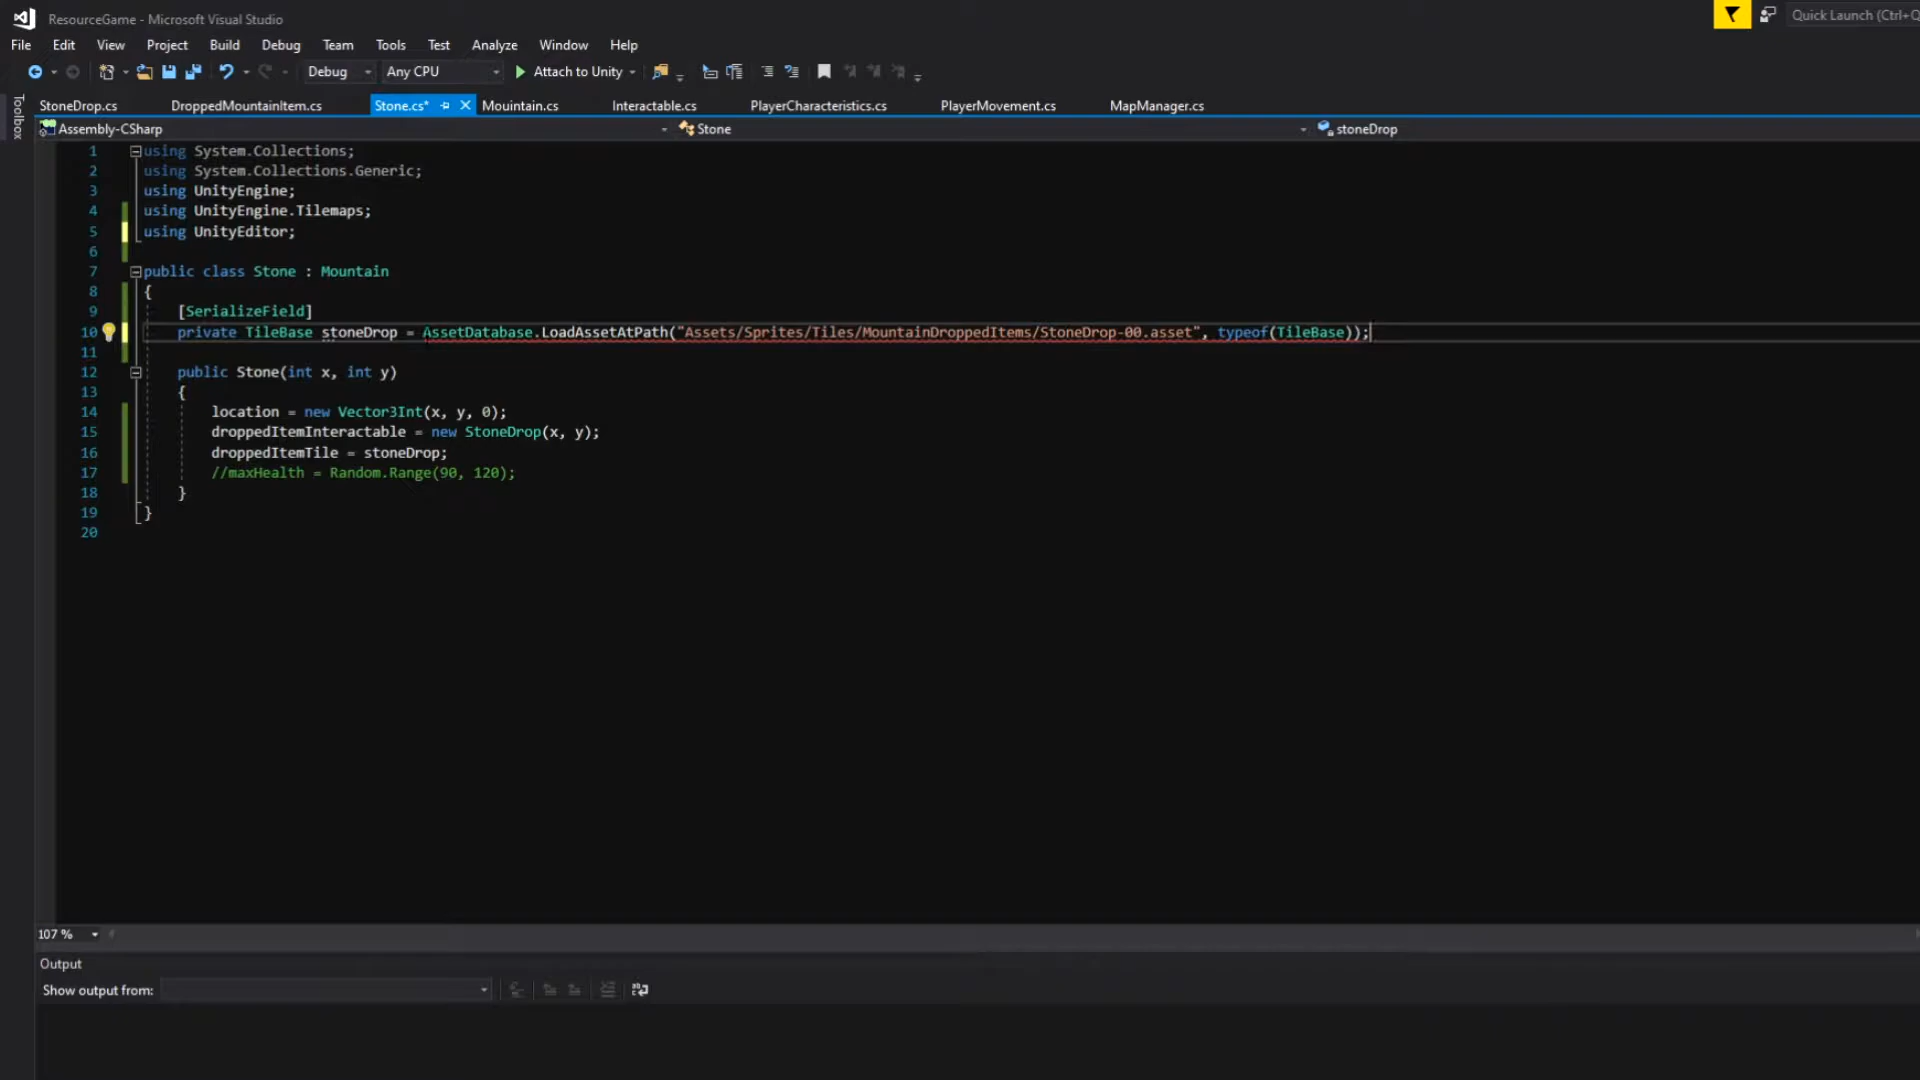 ResourceGame - Microsoft Visual Studio
Quick Launch (Ctrl+Q
File Edit View Project Build Debug Team Tools Test Analyze Window Help
Debug Any CPU Attach to Unity
StoneDrop.cs DroppedMountainItem.cs Stone.cs* Mouintain.cs Interactable.cs PlayerCharacteristics.cs PlayerMovement.cs MapManager.cs
Toolbox
Assembly-CSharp Stone stoneDrop
1 using System.Collections;
2 using System.Collections.Generic;
3 using UnityEngine;
4 using UnityEngine.Tilemaps;
5 using UnityEditor;
6
7 public class Stone : Mountain
8 {
9 [SerializeField]
10 private TileBase stoneDrop = AssetDatabase.LoadAssetAtPath("Assets/Sprites/Tiles/MountainDroppedItems/StoneDrop-00.asset", typeof(TileBase));
11
12 public Stone(int x, int y)
13 {
14 location = new Vector3Int(x, y, 0);
15 droppedItemInteractable = new StoneDrop(x, y);
16 droppedItemTile = stoneDrop;
17 //maxHealth = Random.Range(90, 120);
18 }
19 }
20
107 %
Output
Show output from: